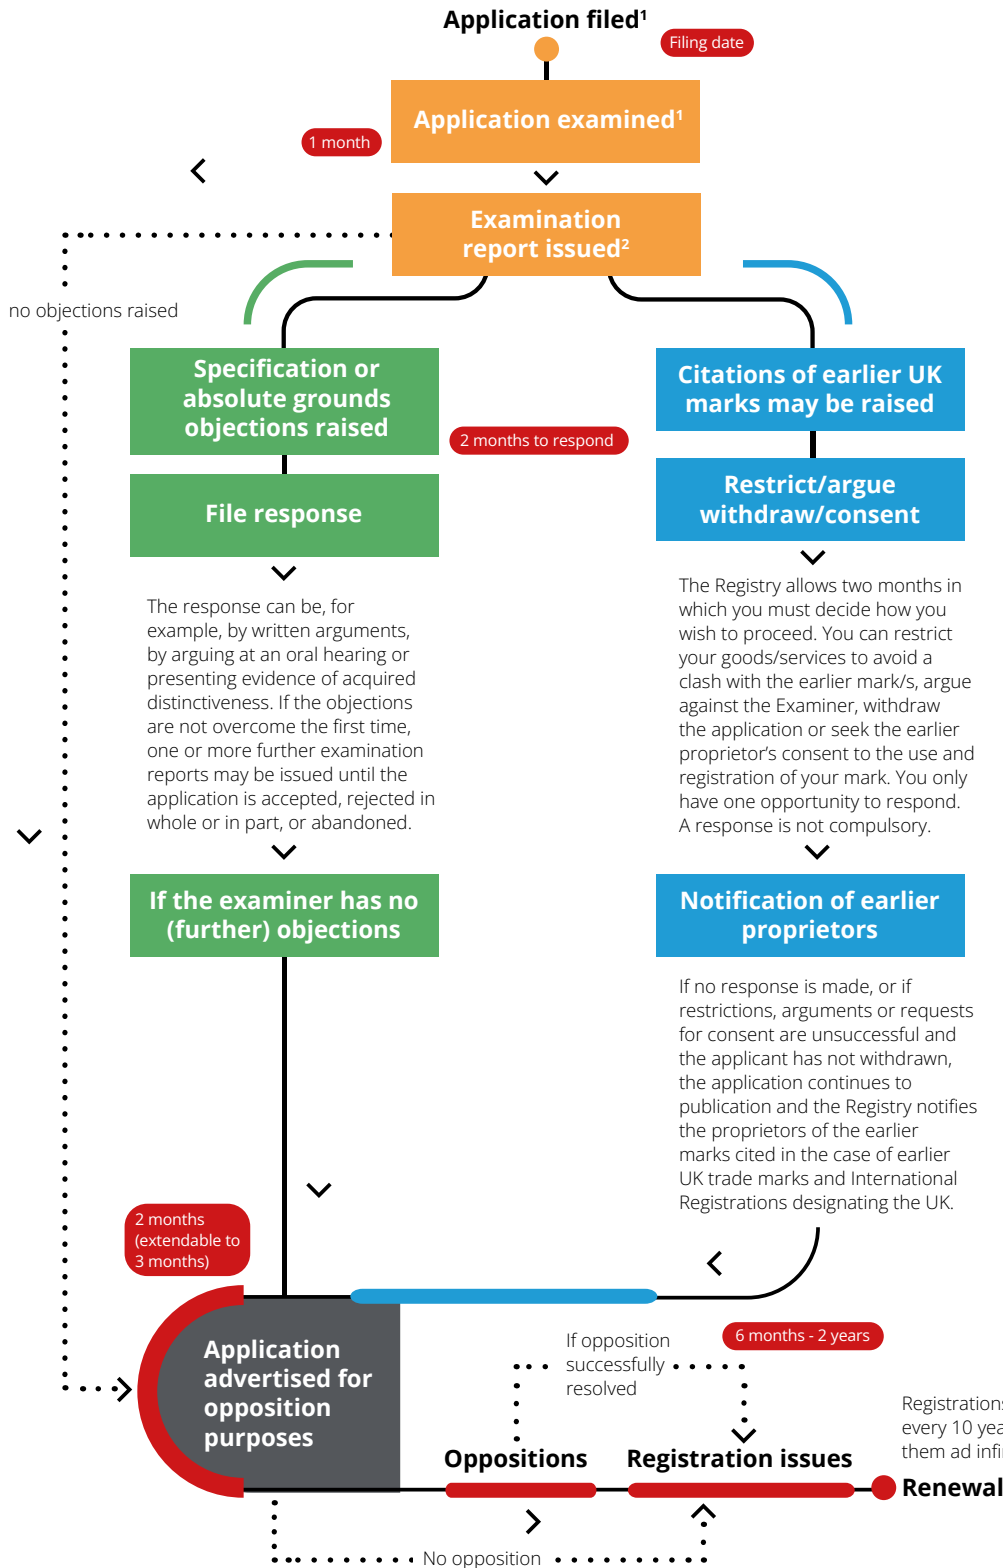 Application filed¹
Filing date
Application examined¹
1 month
Examination
report issued²
no objections raised
Specification or
absolute grounds
objections raised
2 months to respond
File response
The response can be, for
example, by written arguments,
by arguing at an oral hearing or
presenting evidence of acquired
distinctiveness. If the objections
are not overcome the first time,
one or more further examination
reports may be issued until the
application is accepted, rejected in
whole or in part, or abandoned.
If the examiner has no
(further) objections
Citations of earlier UK
marks may be raised
Restrict/argue
withdraw/consent
The Registry allows two months in
which you must decide how you
wish to proceed. You can restrict
your goods/services to avoid a
clash with the earlier mark/s, argue
against the Examiner, withdraw
the application or seek the earlier
proprietor's consent to the use and
registration of your mark. You only
have one opportunity to respond.
A response is not compulsory.
Notification of earlier
proprietors
If no response is made, or if
restrictions, arguments or requests
for consent are unsuccessful and
the applicant has not withdrawn,
the application continues to
publication and the Registry notifies
the proprietors of the earlier
marks cited in the case of earlier
UK trade marks and International
Registrations designating the UK.
2 months
(extendable to
3 months)
Application
advertised for
opposition
purposes
If opposition
successfully
resolved
6 months - 2 years
Oppositions
Registration issues
Registrations
every 10 yea
them ad infi
Renewal
No opposition